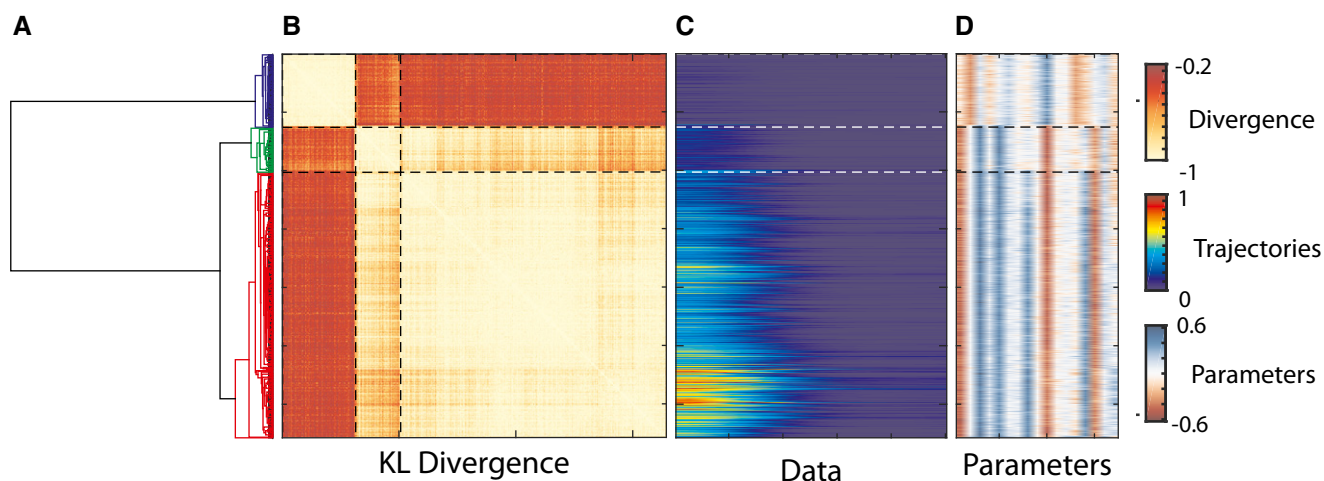 A
B
C
D
-0.2
Divergence
-1
1
Trajectories
0
0.6
Parameters
-0.6
KL Divergence
Data
Parameters